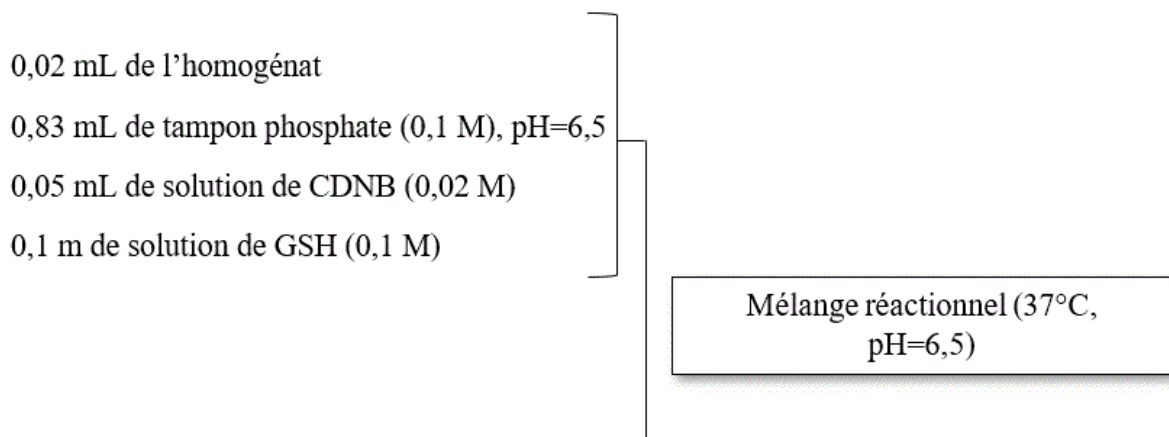 0,02 mL de l’homogénat
0,83 mL de tampon phosphate (0,1 M), pH=6,5
0,05 mL de solution de CDNB (0,02 M)
0,1 m de solution de GSH (0,1 M)
Mélange réactionnel (37°C,
pH=6,5)